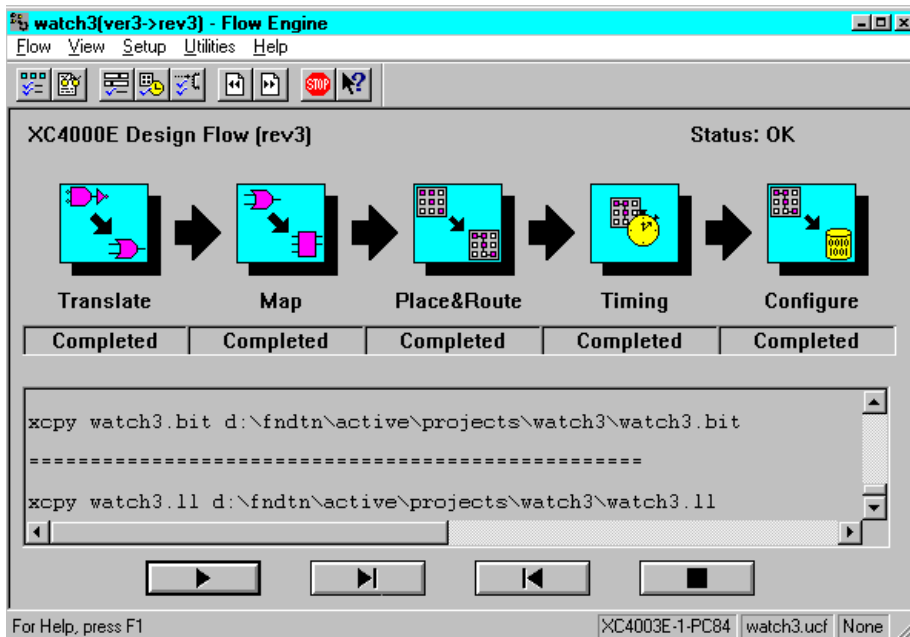 watch3(ver3->rev3) - Flow Engine
Flow View Setup Utilities Help
STOP
XC4000E Design Flow (rev3) Status: OK
0010
1001
Translate Map Place&Route Timing Configure
Completed Completed Completed Completed Completed
xcpy watch3.bit d:\fndtn\active\projects\watch3\watch3.bit
==================================================
xcpy watch3.ll d:\fndtn\active\projects\watch3\watch3.ll
For Help, press F1 XC4003E-1-PC84 watch3.ucf None